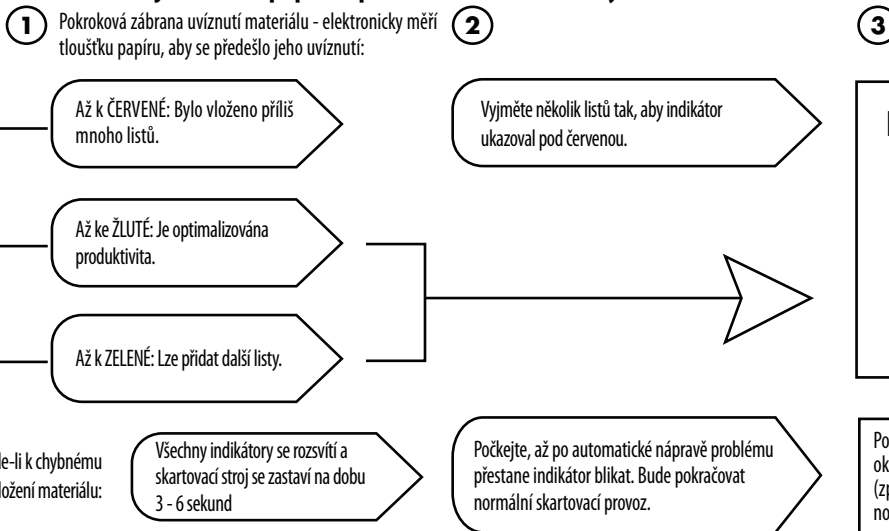 1
Pokroková zábrana uvíznutí materiálu - elektronicky měří
tloušťku papíru, aby se předešlo jeho uvíznutí:
2
3
Až k ČERVENÉ: Bylo vloženo příliš
mnoho listů.
Vyjměte několik listů tak, aby indikátor
ukazoval pod červenou.
Až ke ŽLUTÉ: Je optimalizována
produktivita.
Až k ZELENÉ: Lze přidat další listy.
de-li k chybnému
ložení materiálu:
Všechny indikátory se rozsvítí a
skartovací stroj se zastaví na dobu
3 - 6 sekund
Počkejte, až po automatické nápravě problému
přestane indikátor blikat. Bude pokračovat
normální skartovací provoz.
Po
ok
(zp
no